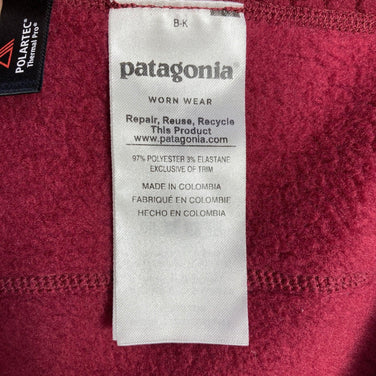 POLARTEC®
Thermal Pro®
B-K
patagonia®
WORN WEAR
Repair, Reuse, Recycle
This Product
www.patagonia.com
97% POLYESTER 3% ELASTANE
EXCLUSIVE OF TRIM
MADE IN COLOMBIA
FABRIQUÉ EN COLOMBIE
HECHO EN COLOMBIA